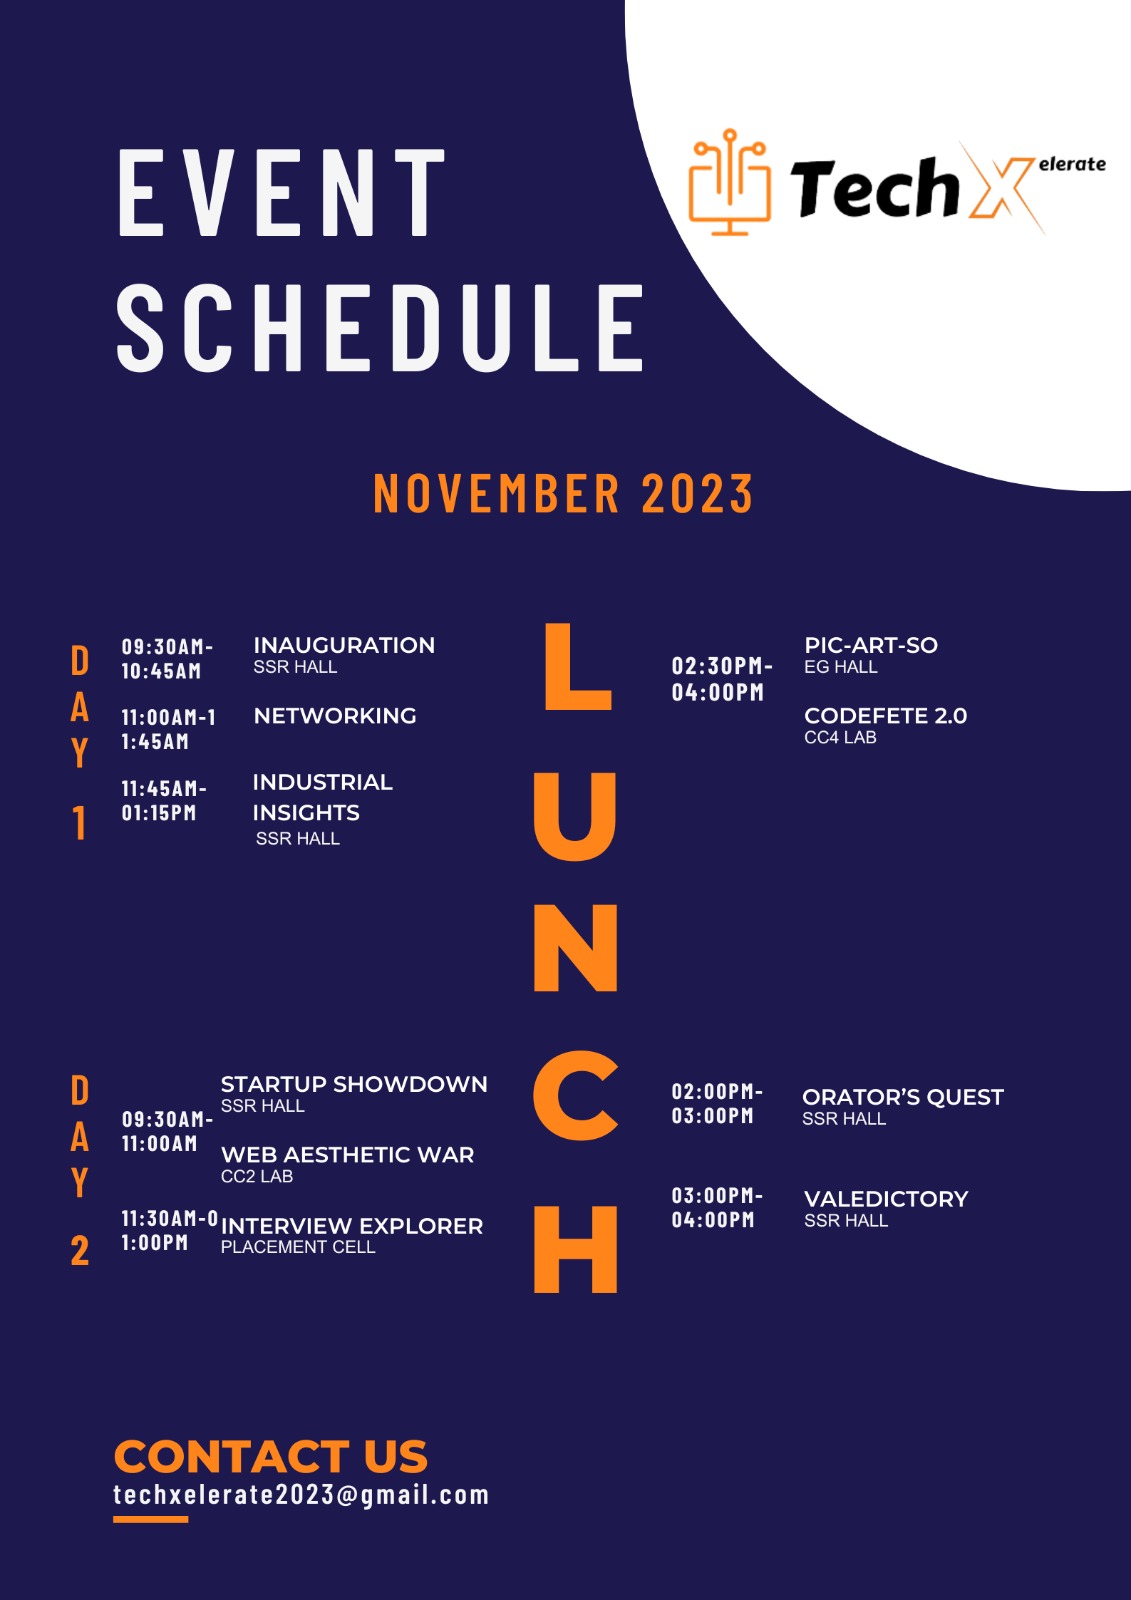 EVENT
SCHEDULE
TechXelerate
NOVEMBER 2023
DAY 1
09:30AM-
10:45AM
INAUGURATION
SSR HALL
11:00AM-1
1:45AM
NETWORKING
11:45AM-
01:15PM
INDUSTRIAL
INSIGHTS
SSR HALL
LUNCH
02:30PM-
04:00PM
PIC-ART-SO
EG HALL
CODEFETE 2.0
CC4 LAB
DAY 2
09:30AM-
11:00AM
STARTUP SHOWDOWN
SSR HALL
WEB AESTHETIC WAR
CC2 LAB
11:30AM-0
1:00PM
INTERVIEW EXPLORER
PLACEMENT CELL
02:00PM-
03:00PM
ORATOR'S QUEST
SSR HALL
03:00PM-
04:00PM
VALEDICTORY
SSR HALL
CONTACT US
techxelerate2023@gmail.com